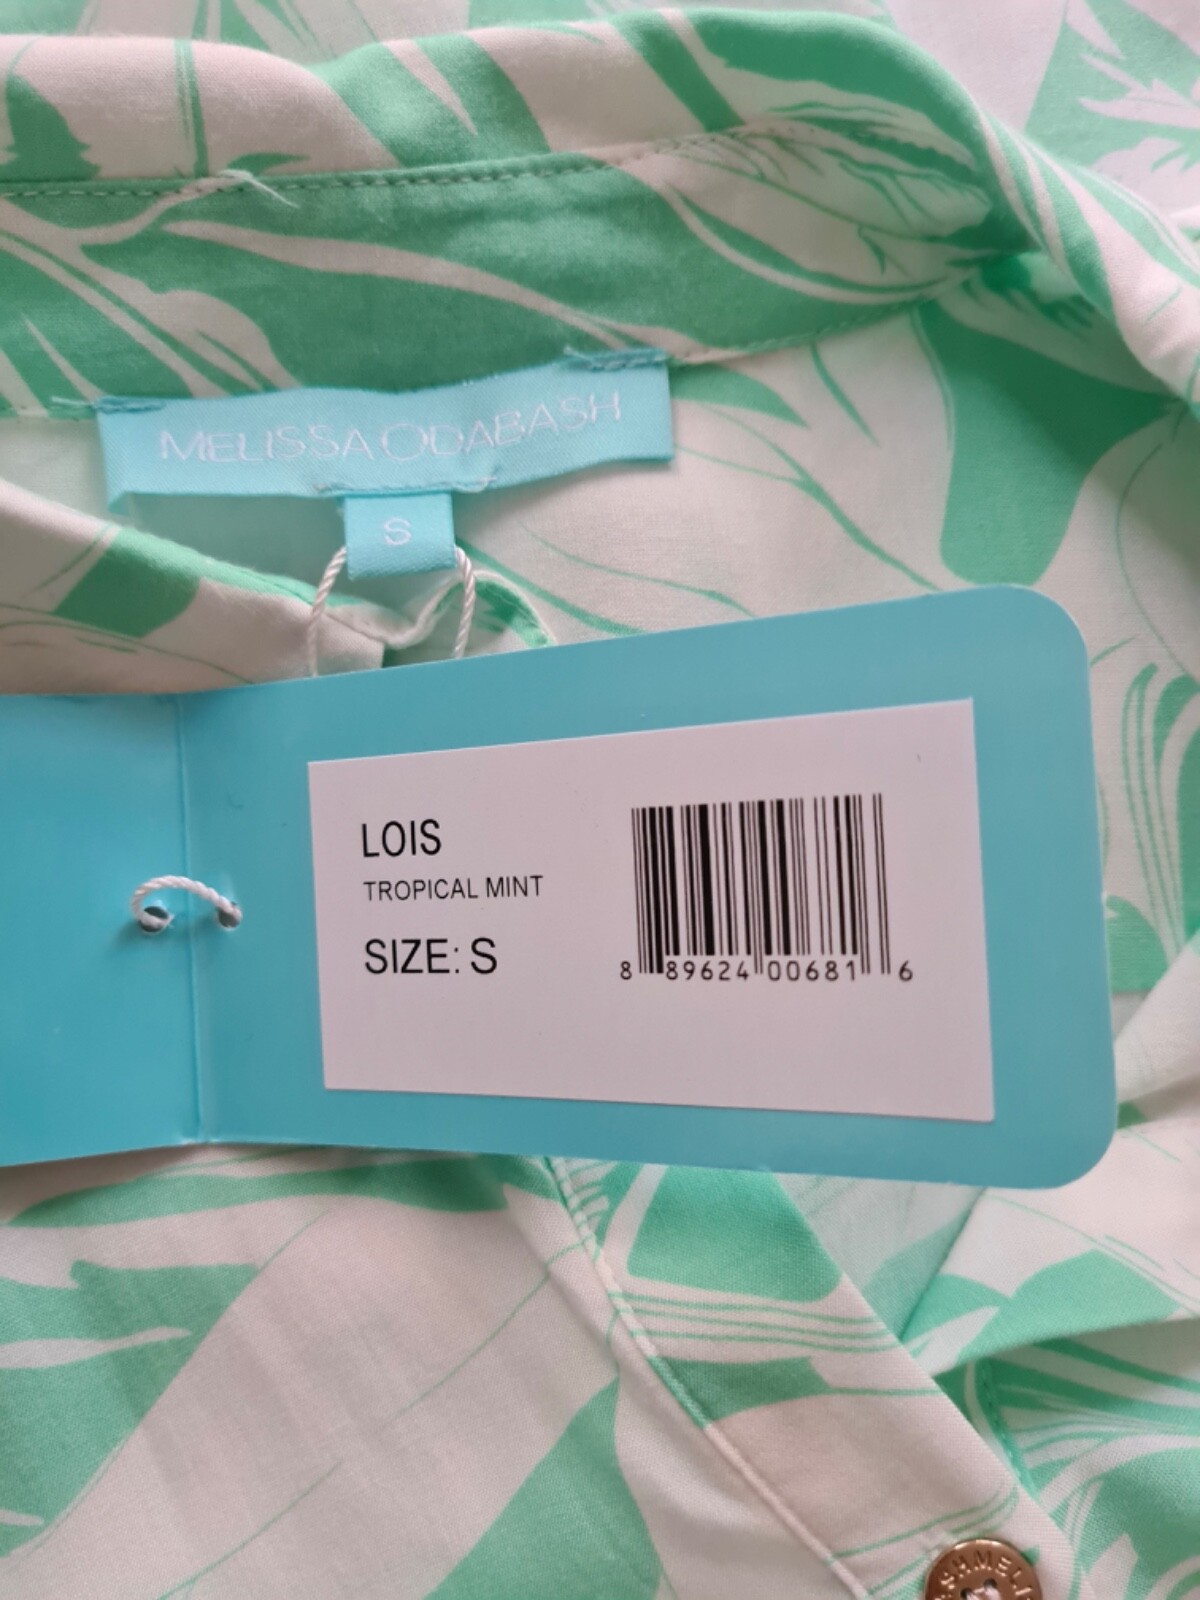 MELISSA ODABASH
S
LOIS
TROPICAL MINT
SIZE: S
8 89624 00681 6